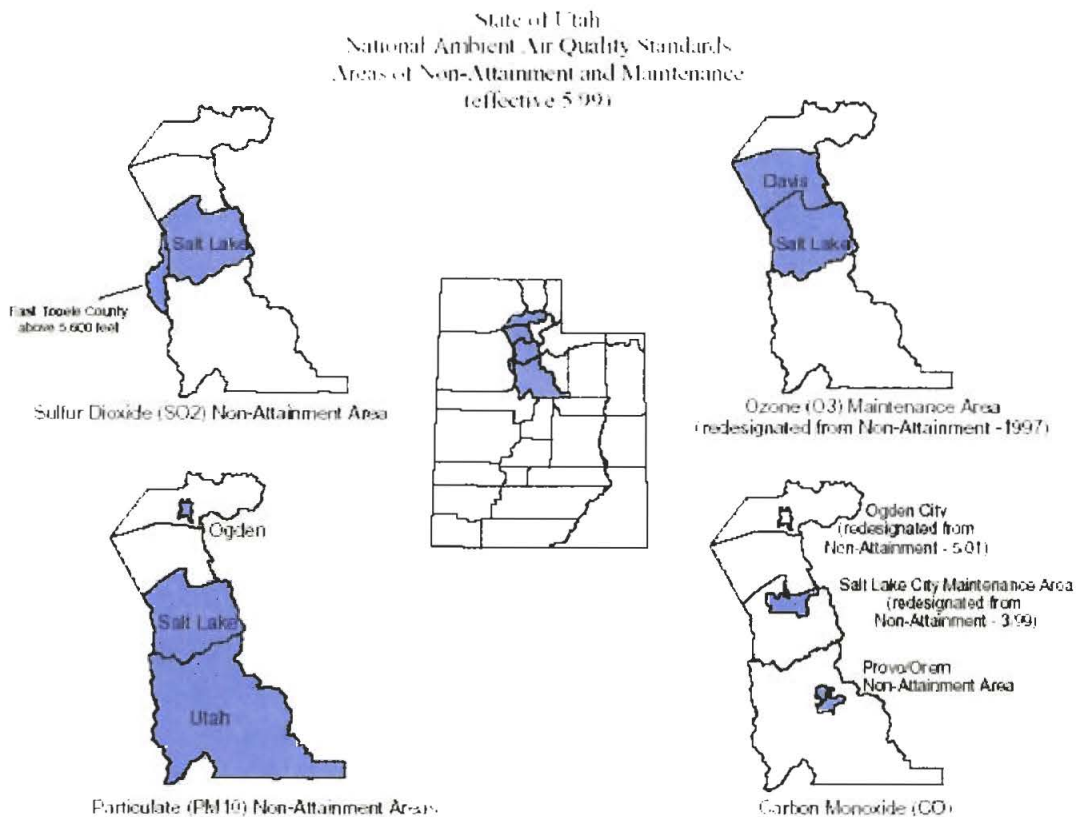 State of Utah
National Ambient Air Quality Standards
Areas of Non-Attainment and Maintenance
(effective 5/99)
Salt Lake
East Tooele County
above 5,600 feet
Sulfur Dioxide (SO2) Non-Attainment Area
Davis
Salt Lake
Ozone (O3) Maintenance Area
(redesignated from Non-Attainment -1997)
Ogden
Salt Lake
Utah
Particulate (PM10) Non-Attainment Areas
Ogden City
(redesignated from
Non-Attainment - 5/01)
Salt Lake City Maintenance Area
(redesignated from
Non-Attainment - 3/99)
Provo/Orem
Non-Attainment Area
Carbon Monoxide (CO)